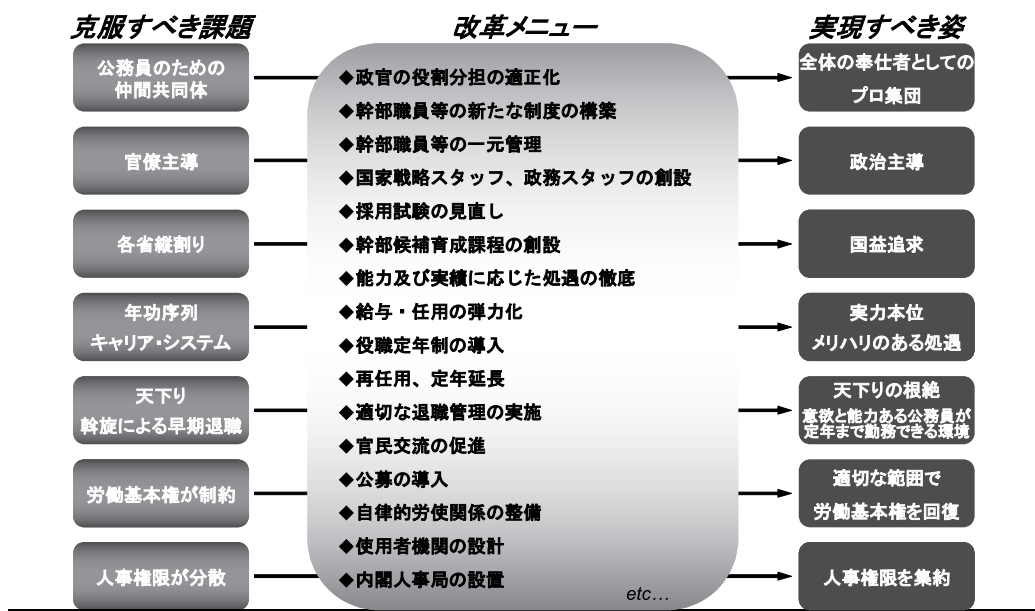 克服すべき課題
改革メニュー
実現すべき姿
公務員のための
仲間共同体
官僚主導
各省縦割り
年功序列
キャリア・システム
天下り
斡旋による早期退職
労働基本権が制約
人事権限が分散
◆政官の役割分担の適正化
◆幹部職員等の新たな制度の構築
◆幹部職員等の一元管理
◆国家戦略スタッフ、政務スタッフの創設
◆採用試験の見直し
◆幹部候補育成課程の創設
◆能力及び実績に応じた処遇の徹底
◆給与・任用の弾力化
◆役職定年制の導入
◆再任用、定年延長
◆適切な退職管理の実施
◆官民交流の促進
◆公募の導入
◆自律的労使関係の整備
◆使用者機関の設計
◆内閣人事局の設置
etc…
全体の奉仕者としての
プロ集団
政治主導
国益追求
実力本位
メリハリのある処遇
天下りの根絶
意欲と能力ある公務員が
定年まで勤務できる環境
適切な範囲で
労働基本権を回復
人事権限を集約